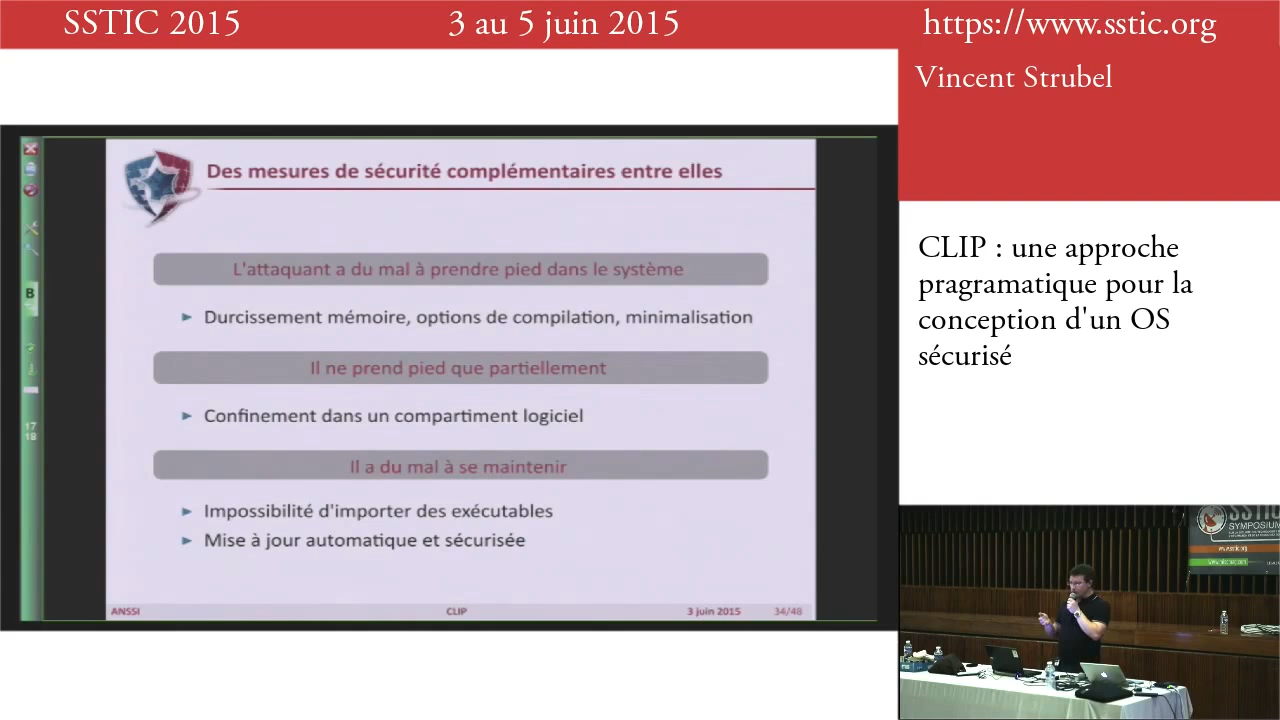 SSTIC 2015
3 au 5 juin 2015
https://www.sstic.org
Vincent Strubel
CLIP : une approche
pragramatique pour la
conception d'un OS
sécurisé
Des mesures de sécurité complémentaires entre elles
L'attaquant a du mal à prendre pied dans le système
Durcissement mémoire, options de compilation, minimalisation
Il ne prend pied que partiellement
Confinement dans un compartiment logiciel
Il a du mal à se maintenir
Impossibilité d'importer des exécutables
Mise à jour automatique et sécurisée
ANSSI
CLIP
3 juin 2015
34/48
B
17
18
SSTIC
SYMPOSIUM